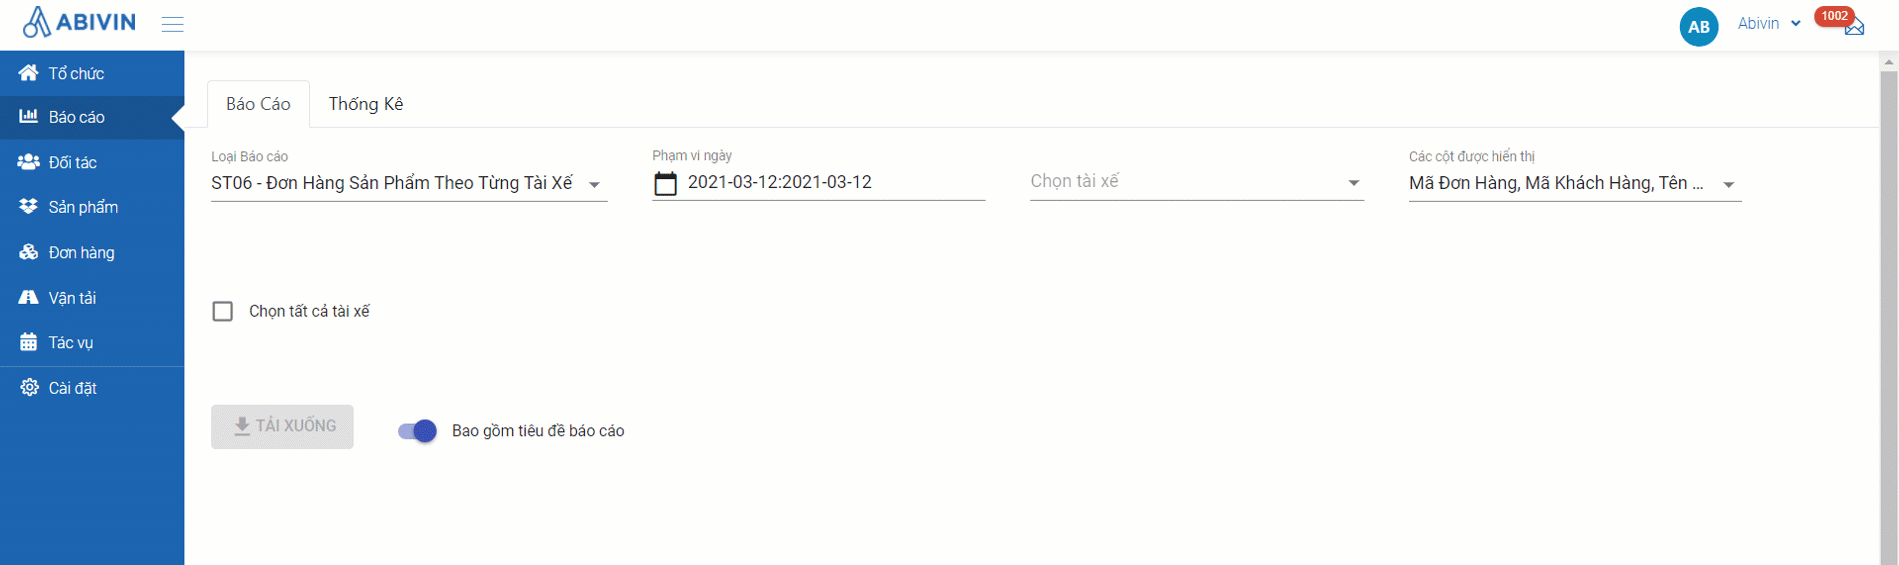 ABIVIN
AB
Abivin
1002
Tổ chức
Báo cáo
Đối tác
Sản phẩm
Đơn hàng
Vận tải
Tác vụ
Cài đặt
Báo Cáo
Thống Kê
Loại Báo cáo
ST06 - Đơn Hàng Sản Phẩm Theo Từng Tài Xế
Phạm vi ngày
2021-03-12:2021-03-12
Chọn tài xế
Các cột được hiển thị
Mã Đơn Hàng, Mã Khách Hàng, Tên ...
Chọn tất cả tài xế
TẢI XUỐNG
Bao gồm tiêu đề báo cáo